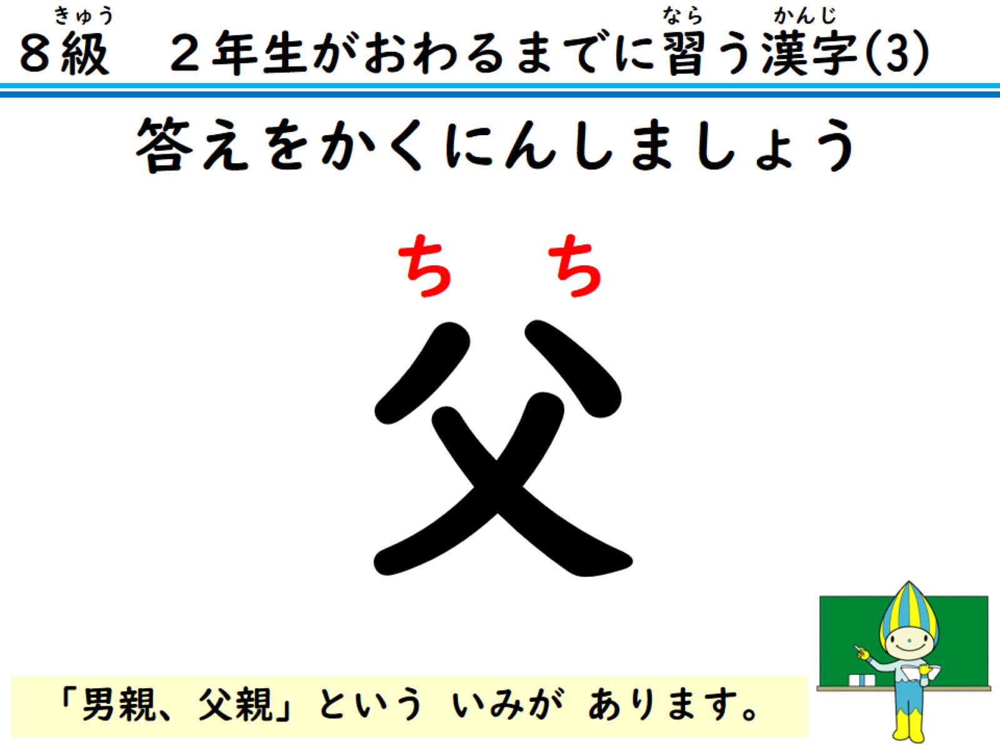 きゅう なら かんじ
８級　２年生がおわるまでに習う漢字(3)
答えをかくにんしましょう
ち　ち
父
「男親、父親」という いみが あります。